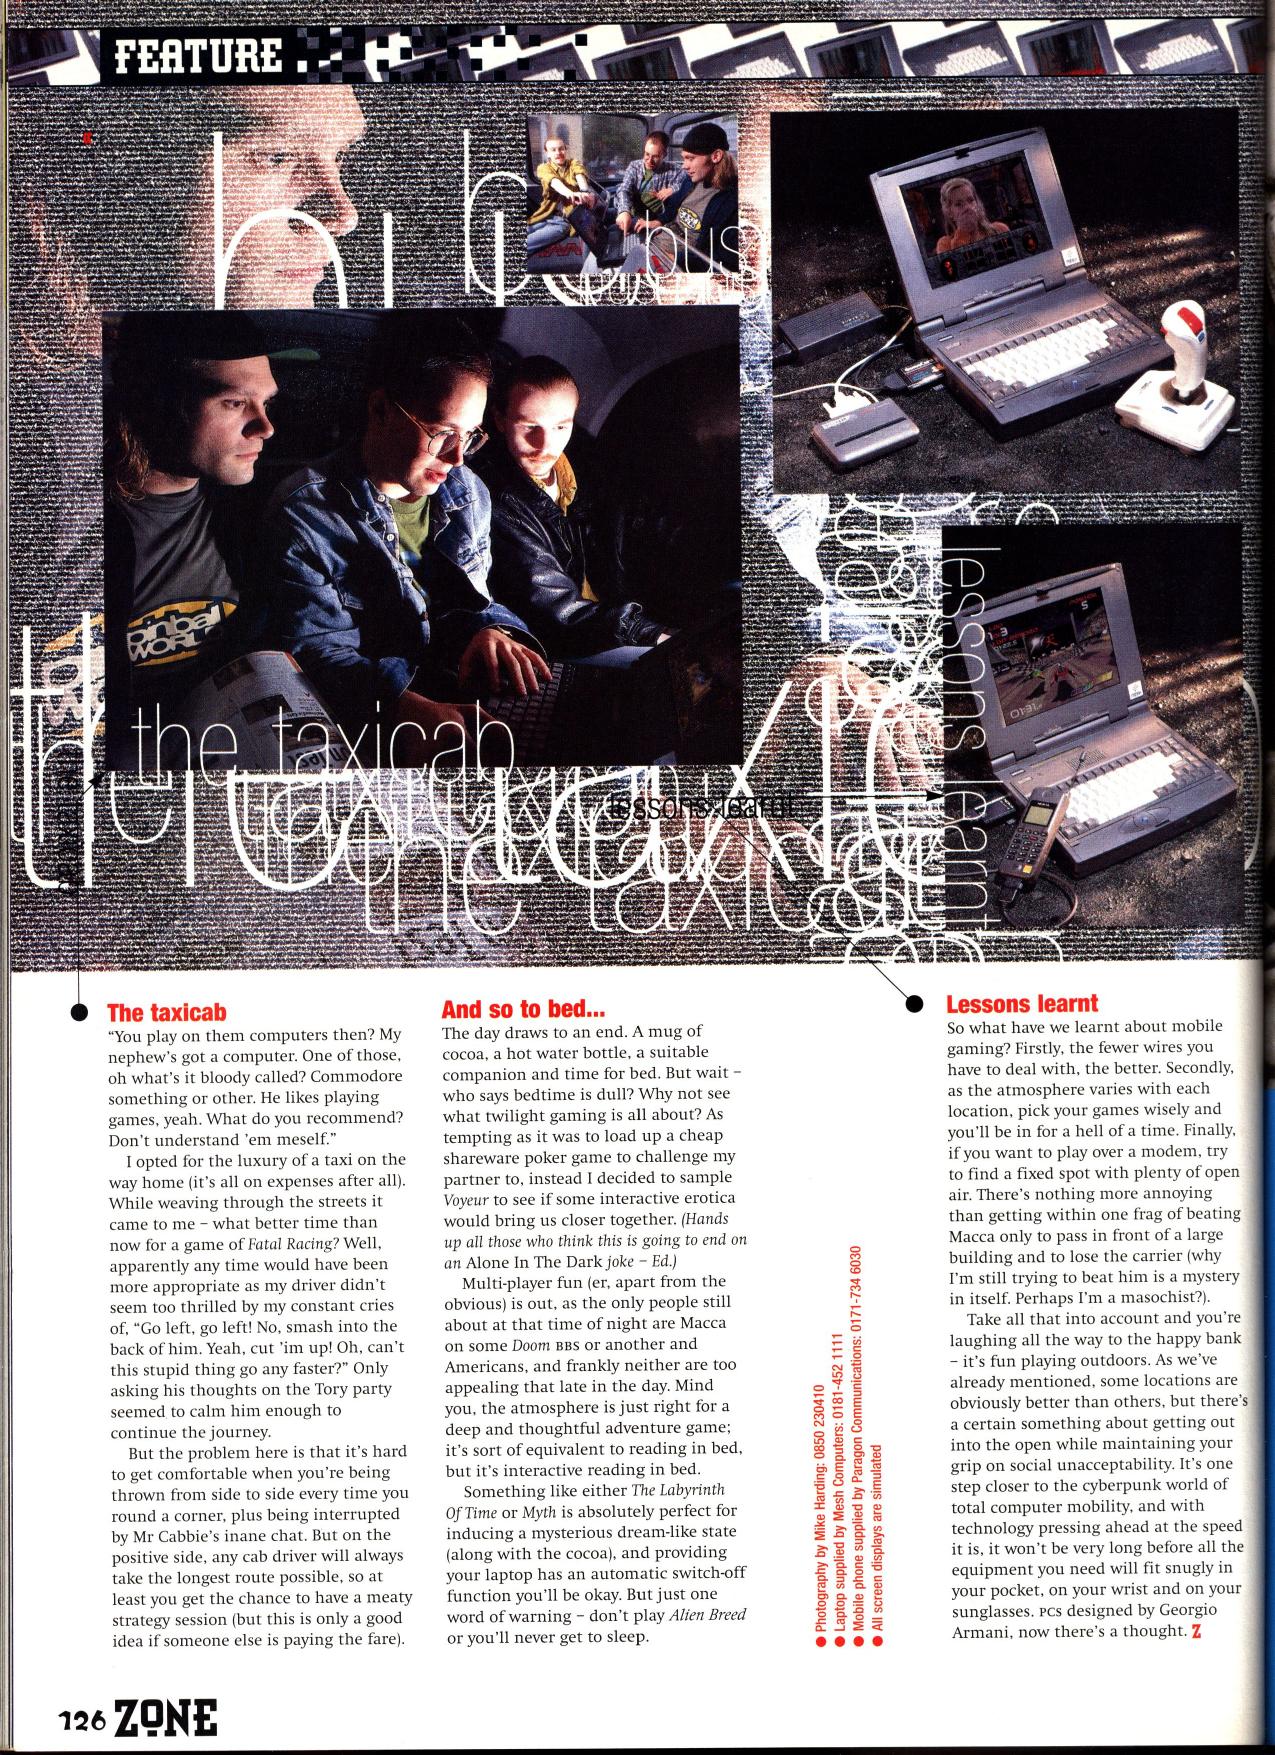 FEATURE
hi
bus
pinball
WORLD
the taxicab
the taxicab
the taxicab
lessons learnt
lessons learnt
The taxicab
“You play on them computers then? My
nephew’s got a computer. One of those,
oh what’s it bloody called? Commodore
something or other. He likes playing
games, yeah. What do you recommend?
Don’t understand ’em meself.”
I opted for the luxury of a taxi on the
way home (it’s all on expenses after all).
While weaving through the streets it
came to me – what better time than
now for a game of Fatal Racing? Well,
apparently any time would have been
more appropriate as my driver didn’t
seem too thrilled by my constant cries
of, “Go left, go left! No, smash into the
back of him. Yeah, cut ’im up! Oh, can’t
this stupid thing go any faster?” Only
asking his thoughts on the Tory party
seemed to calm him enough to
continue the journey.
But the problem here is that it’s hard
to get comfortable when you’re being
thrown from side to side every time you
round a corner, plus being interrupted
by Mr Cabbie’s inane chat. But on the
positive side, any cab driver will always
take the longest route possible, so at
least you get the chance to have a meaty
strategy session (but this is only a good
idea if someone else is paying the fare).
And so to bed...
The day draws to an end. A mug of
cocoa, a hot water bottle, a suitable
companion and time for bed. But wait –
who says bedtime is dull? Why not see
what twilight gaming is all about? As
tempting as it was to load up a cheap
shareware poker game to challenge my
partner to, instead I decided to sample
Voyeur to see if some interactive erotica
would bring us closer together. (Hands
up all those who think this is going to end on
an Alone In The Dark joke – Ed.)
Multi-player fun (er, apart from the
obvious) is out, as the only people still
about at that time of night are Macca
on some Doom BBS or another and
Americans, and frankly neither are too
appealing that late in the day. Mind
you, the atmosphere is just right for a
deep and thoughtful adventure game;
it’s sort of equivalent to reading in bed,
but it’s interactive reading in bed.
Something like either The Labyrinth
Of Time or Myth is absolutely perfect for
inducing a mysterious dream-like state
(along with the cocoa), and providing
your laptop has an automatic switch-off
function you’ll be okay. But just one
word of warning – don’t play Alien Breed
or you’ll never get to sleep.
● Photography by Mike Harding: 0850 230410
● Laptop supplied by Mesh Computers: 0181-452 1111
● Mobile phone supplied by Paragon Communications: 0171-734 6030
● All screen displays are simulated
Lessons learnt
So what have we learnt about mobile
gaming? Firstly, the fewer wires you
have to deal with, the better. Secondly,
as the atmosphere varies with each
location, pick your games wisely and
you’ll be in for a hell of a time. Finally,
if you want to play over a modem, try
to find a fixed spot with plenty of open
air. There’s nothing more annoying
than getting within one frag of beating
Macca only to pass in front of a large
building and to lose the carrier (why
I’m still trying to beat him is a mystery
in itself. Perhaps I’m a masochist?).
Take all that into account and you’re
laughing all the way to the happy bank
– it’s fun playing outdoors. As we’ve
already mentioned, some locations are
obviously better than others, but there’s
a certain something about getting out
into the open while maintaining your
grip on social unacceptability. It’s one
step closer to the cyberpunk world of
total computer mobility, and with
technology pressing ahead at the speed
it is, it won’t be very long before all the
equipment you need will fit snugly in
your pocket, on your wrist and on your
sunglasses. PCs designed by Georgio
Armani, now there’s a thought. Z
126 ZONE